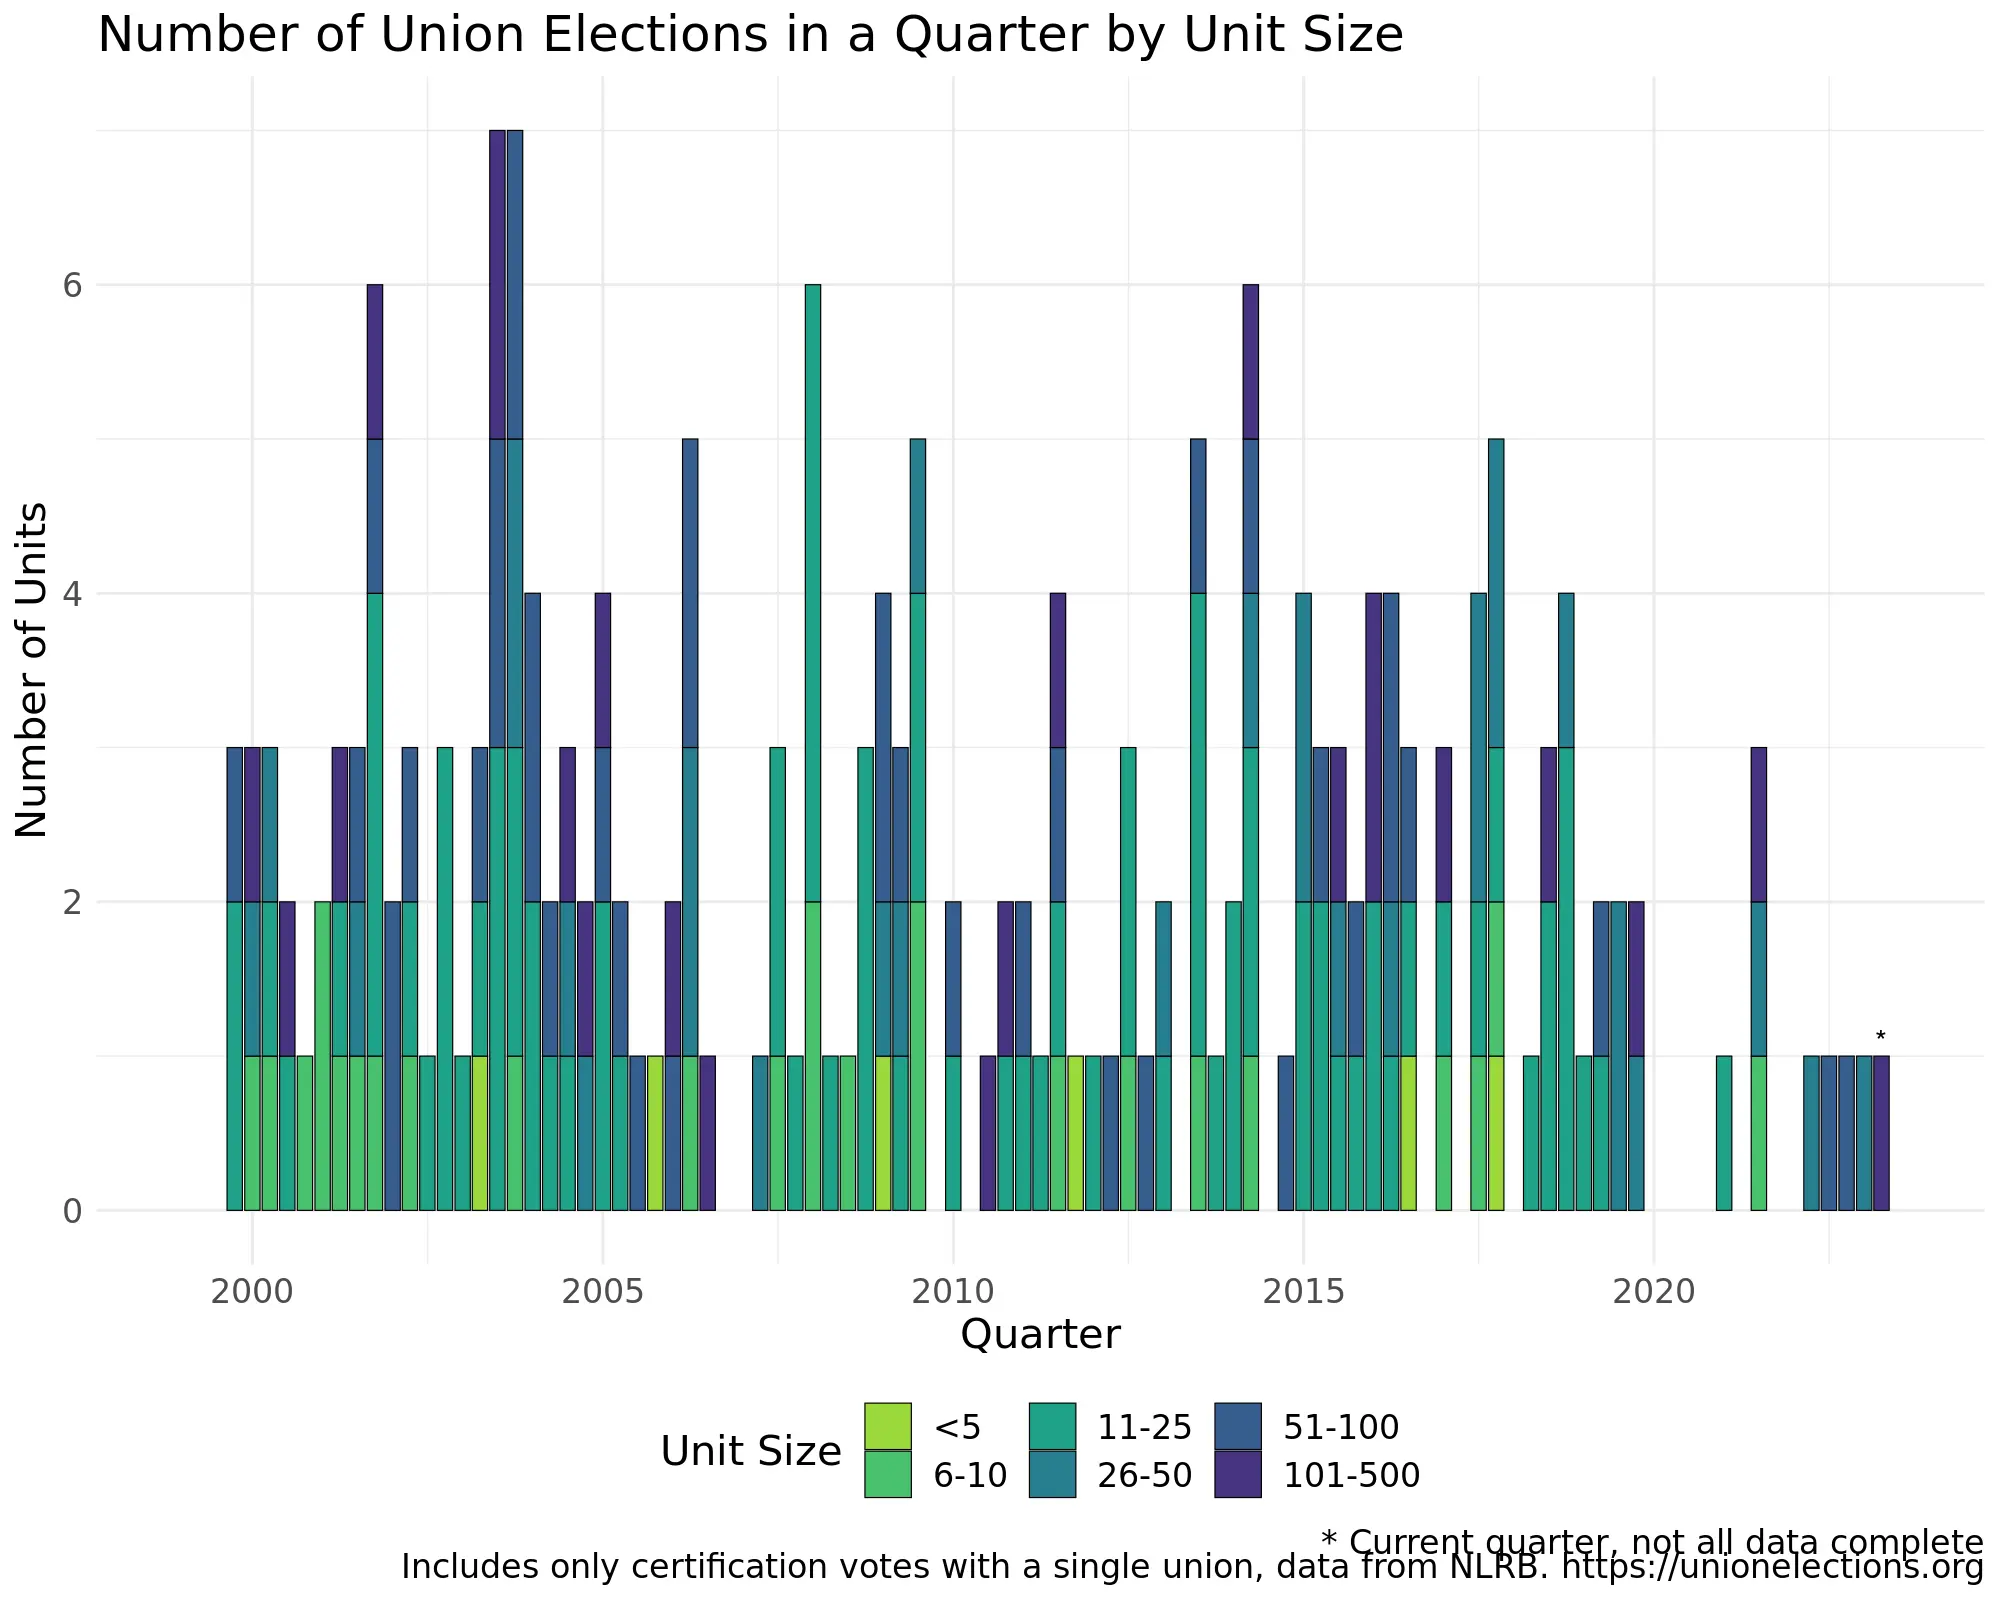 Number of Union Elections in a Quarter by Unit Size
Number of Units
6
4
2
0
*
2000 2005 2010 2015 2020
Quarter
Unit Size
<5 11-25 51-100
6-10 26-50 101-500
* Current quarter, not all data complete
Includes only certification votes with a single union, data from NLRB. https://unionelections.org